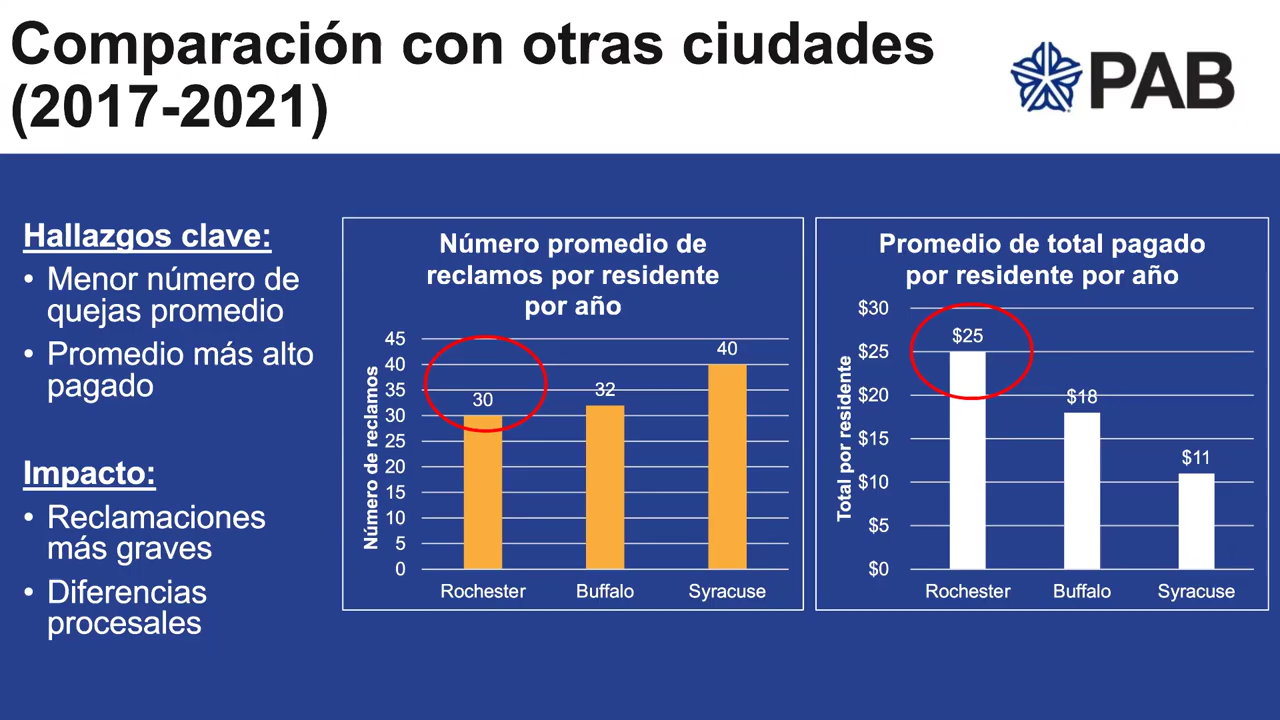 Comparación con otras ciudades
(2017-2021)
PAB
Hallazgos clave:
• Menor número de
quejas promedio
• Promedio más alto
pagado
Impacto:
• Reclamaciones
más graves
• Diferencias
procesales
Número promedio de
reclamos por residente
por año
Número de reclamos
45
40
35
30
25
20
15
10
5
0
30
32
40
Rochester
Buffalo
Syracuse
Promedio de total pagado
por residente por año
Total por residente
$30
$25
$20
$15
$10
$5
$0
$25
$18
$11
Rochester
Buffalo
Syracuse